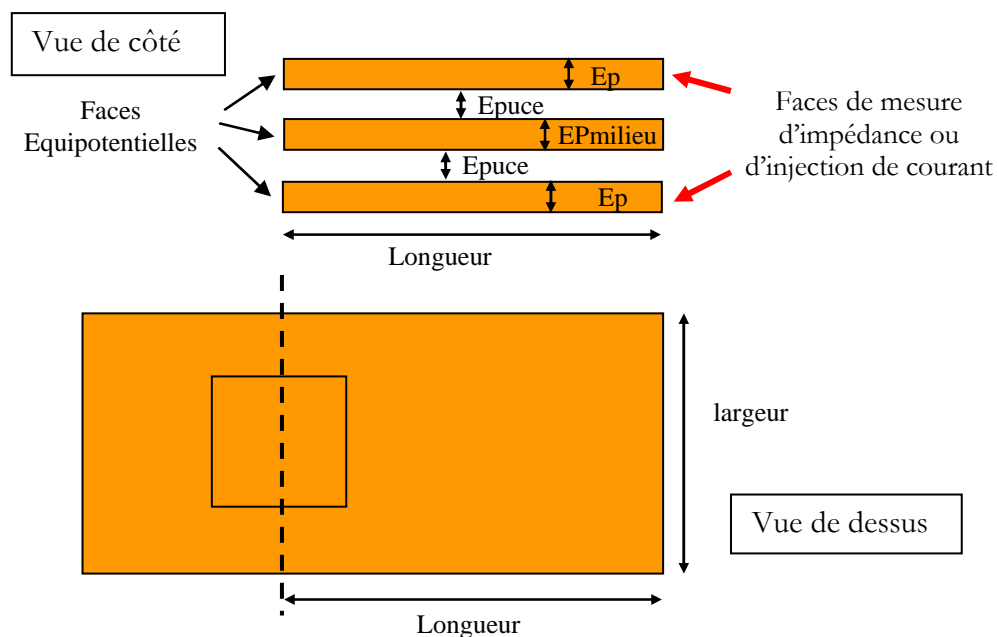 Vue de côté
Ep
Faces
Equipotentielles
Epuce
EPmilieu
Epuce
Ep
Faces de mesure
d'impédance ou
d'injection de courant
Longueur
largeur
Vue de dessus
Longueur